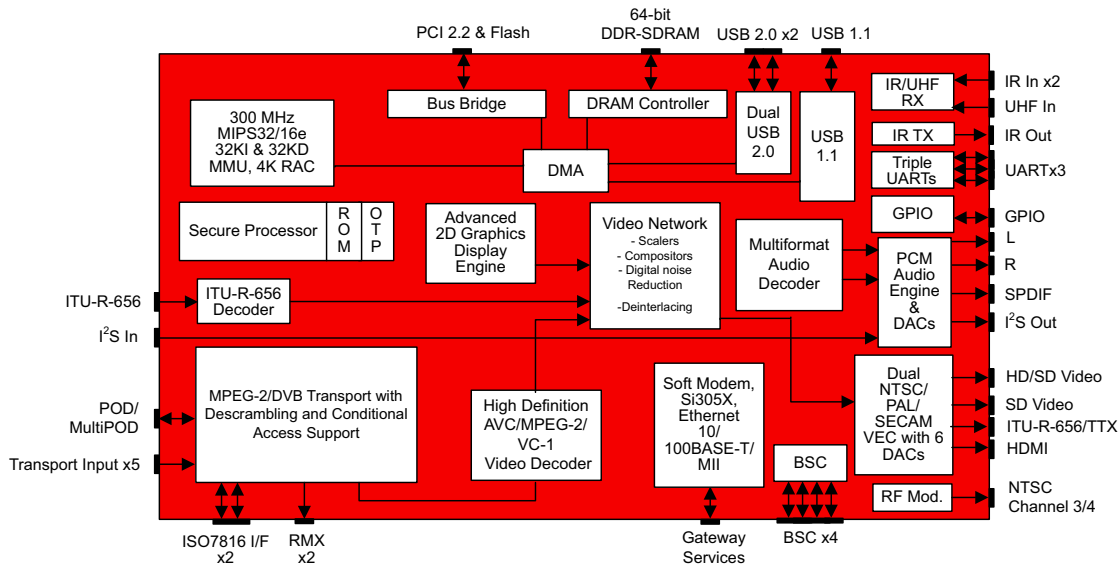 PCI 2.2 & Flash
64-bit
DDR-SDRAM
USB 2.0 x2
USB 1.1
Bus Bridge
DRAM Controller
Dual
USB
2.0
USB
1.1
IR/UHF
RX
IR In x2
UHF In
IR TX
IR Out
Triple
UARTs
UARTx3
GPIO
GPIO
300 MHz
MIPS32/16e
32KI & 32KD
MMU, 4K RAC
DMA
Secure Processor
R
O
M
O
T
P
Advanced
2D Graphics
Display
Engine
Video Network
- Scalers
- Compositors
- Digital noise
Reduction
-Deinterlacing
Multiformat
Audio
Decoder
PCM
Audio
Engine
&
DACs
L
R
SPDIF
I²S Out
ITU-R-656
ITU-R-656
Decoder
I²S In
MPEG-2/DVB Transport with
Descrambling and Conditional
Access Support
POD/
MultiPOD
Transport Input x5
High Definition
AVC/MPEG-2/
VC-1
Video Decoder
Soft Modem,
Si305X,
Ethernet
10/
100BASE-T/
MII
BSC
Dual
NTSC/
PAL/
SECAM
VEC with 6
DACs
HD/SD Video
SD Video
ITU-R-656/TTX
HDMI
RF Mod.
NTSC
Channel 3/4
ISO7816 I/F
x2
RMX
x2
Gateway
Services
BSC x4